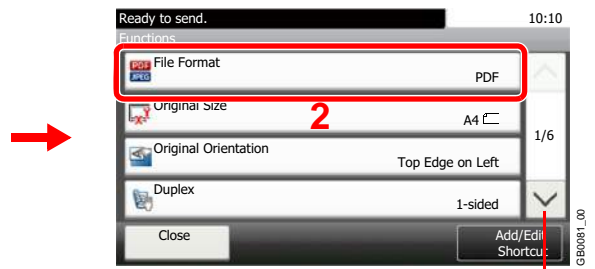 Ready to send.
10:10
Functions
PDF
JPEG
File Format
PDF
2
Original Size
A4
1/6
Original Orientation
Top Edge on Left
Duplex
1-sided
Close
Add/Edit
Shortcut
GB0081_00